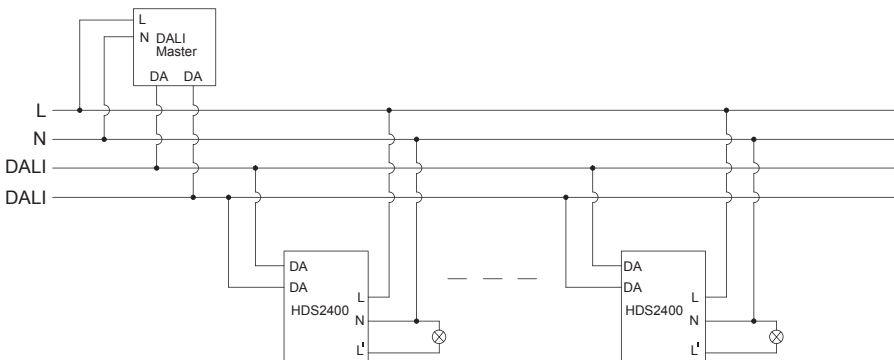 L
N DALI
Master
DA DA
L
N
DALI
DALI
DA
DA
L
HDS2400
N
L'
DA
DA
L
HDS2400
N
L'